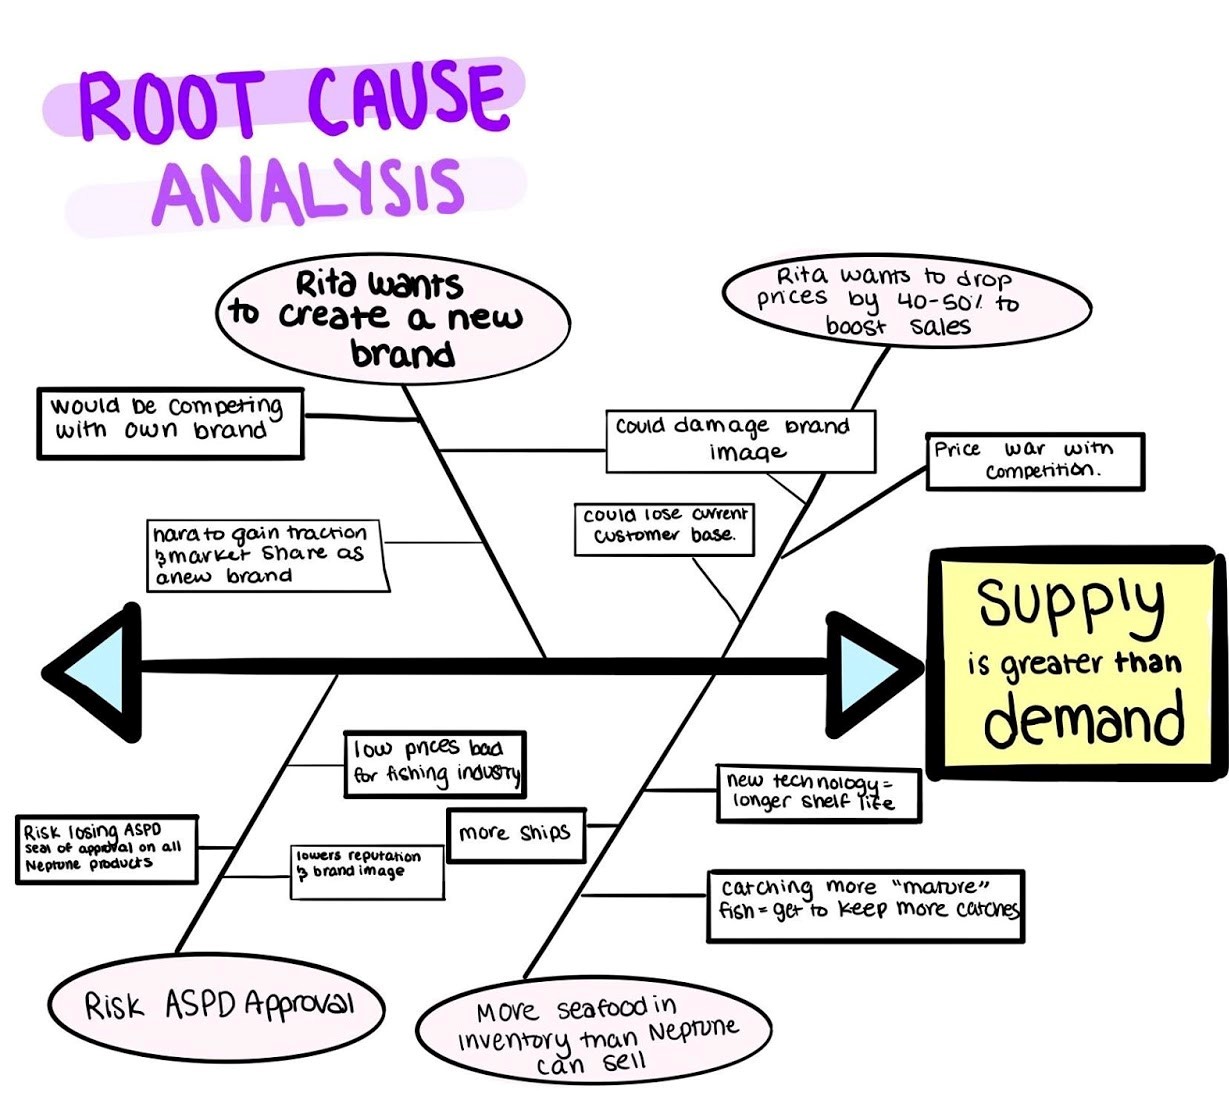 ROOT CAUSE
ANALYSIS
Rita wants
to create a new
brand
Rita wants to drop
prices by 40-50% to
boost sales
would be competing
with own brand
could damage brand
image
Price war with
competition.
hard to gain traction
& market share as
a new brand
could lose current
customer base.
Supply
is greater than
demand
low prices bad
for fishing industry
new technology =
longer shelf life
Risk losing ASPD
seal of approval on all
Neptune products
more ships
lowers reputation
& brand image
catching more "mature"
fish = get to keep more catches
Risk ASPD Approval
More seafood in
inventory than Neptune
can sell